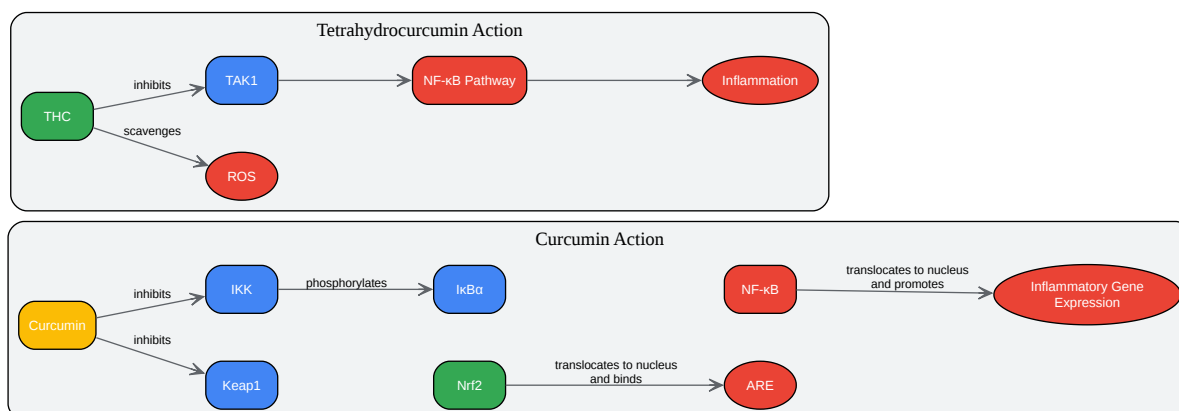 Tetrahydrocurcumin Action
inhibits
TAK1
NF-κB Pathway
Inflammation
THC
scavenges
ROS
Curcumin Action
inhibits
IKK
phosphorylates
IκBα
NF-κB
translocates to nucleus
and promotes
Inflammatory Gene
Expression
Curcumin
inhibits
Keap1
Nrf2
translocates to nucleus
and binds
ARE